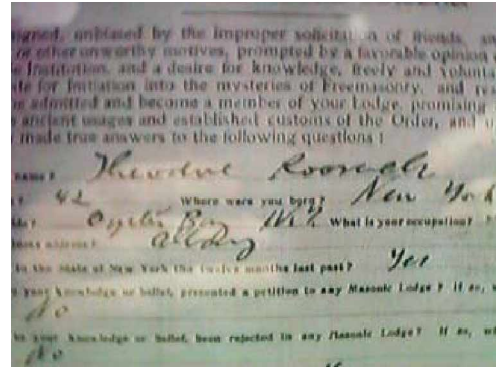 igned, unbiased by the improper solicitation of friends, an
or other unworthy motives, prompted by a favorable opinion
Institution, and a desire for knowledge, freely and volunta
for Initiation into the mysteries of Freemasonry, and
admitted and become a member of your Lodge, promising
ancient usages and established customs of the Order, and
made true answers to the following questions:
name? Theodore Roosevelt
42 Where were you born? New York
Oyster Bay N.Y. What is your occupation?
address?
in the State of New York the twelve months last past? Yes
your knowledge or belief, presented a petition to any Masonic Lodge? If so,
No
your knowledge or belief, been rejected in any Masonic Lodge? If so,
No